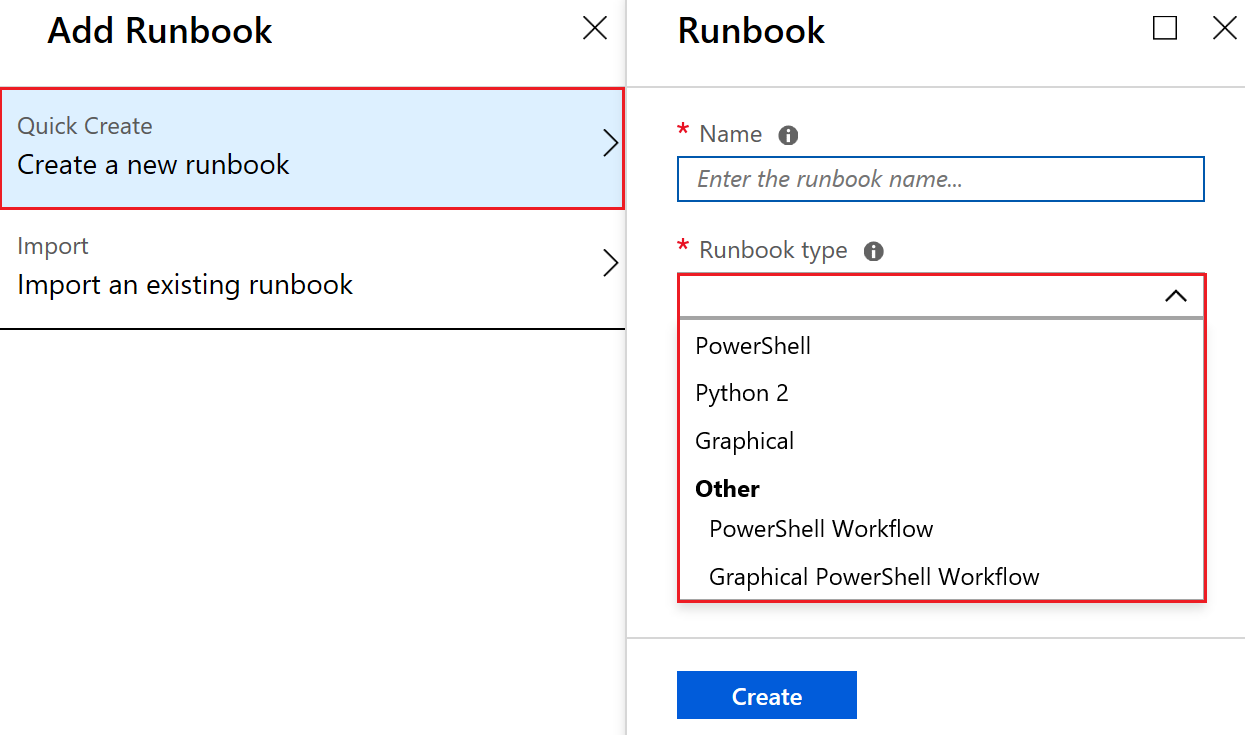 Add Runbook
Quick Create
Create a new runbook
Import
Import an existing runbook
Runbook
* Name
Enter the runbook name...
* Runbook type
PowerShell
Python 2
Graphical
Other
PowerShell Workflow
Graphical PowerShell Workflow
Create